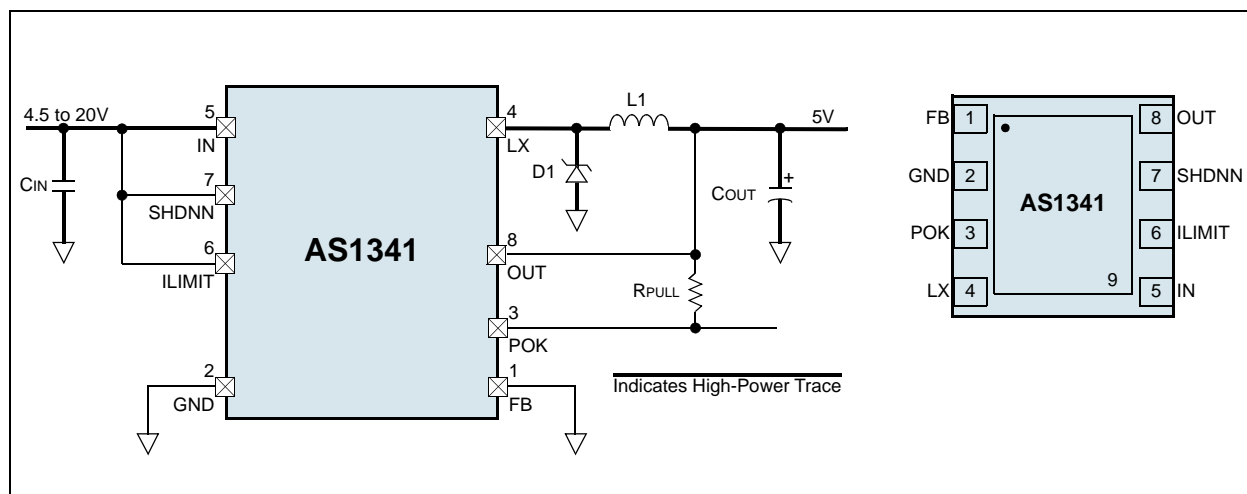 4.5 to 20V
5
IN
CIN
7
SHDNN
6
ILIMIT
2
GND
AS1341
4
LX
L1
5V
D1
COUT
+
8
OUT
RPULL
3
POK
1
FB
Indicates High-Power Trace
FB 1
GND 2
POK 3
LX 4
AS1341
9
8 OUT
7 SHDNN
6 ILIMIT
5 IN